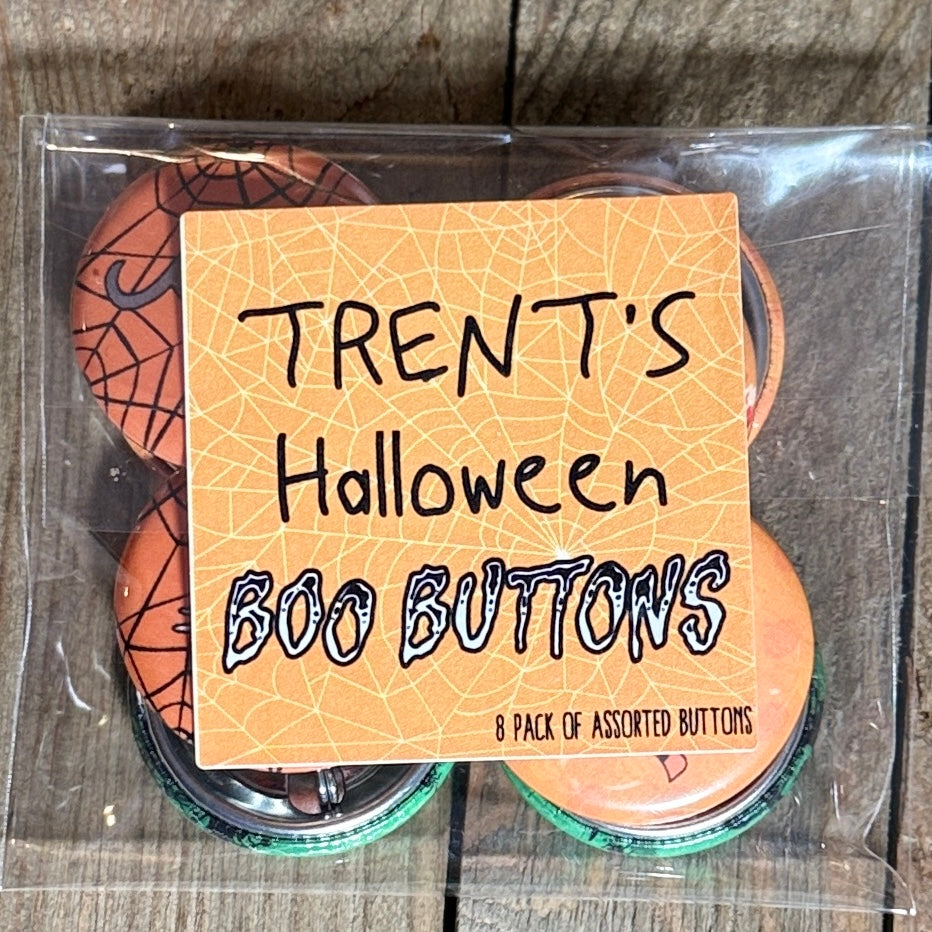 TRENT'S
Halloween
BOO BUTTONS
8 PACK OF ASSORTED BUTTONS